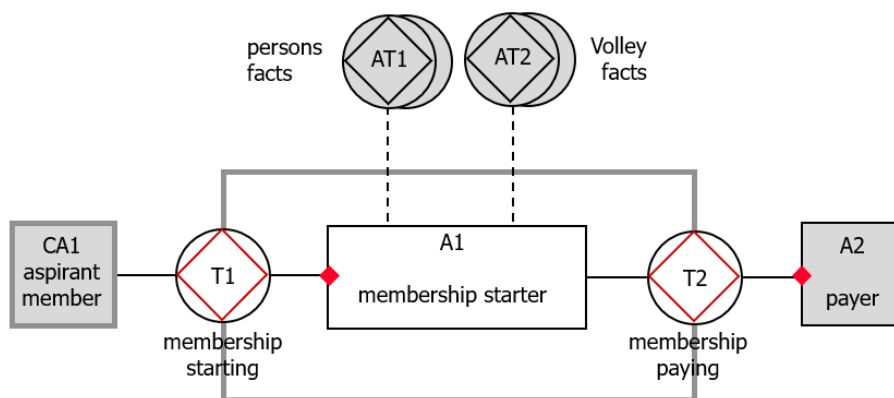 persons
facts
AT1
AT2
Volley
facts
CA1
aspirant
member
T1
membership
starting
A1
membership starter
T2
membership
paying
A2
payer